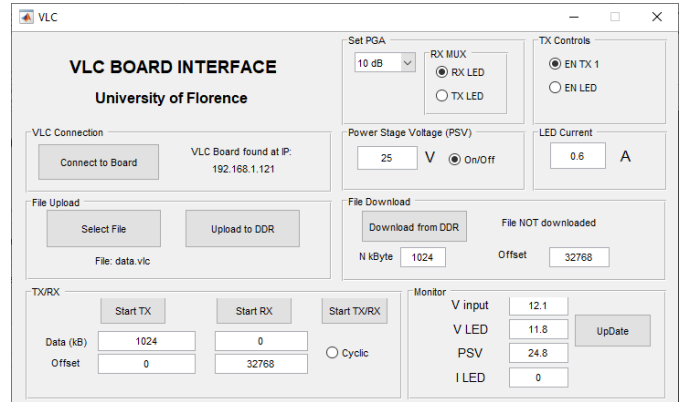 VLC
VLC BOARD INTERFACE
University of Florence
Set PGA
10 dB
RX MUX
RX LED
TX LED
TX Controls
EN TX 1
EN LED
VLC Connection
Connect to Board
VLC Board found at IP:
192.168.1.121
Power Stage Voltage (PSV)
25 V On/Off
LED Current
0.6 A
File Upload
Select File
Upload to DDR
File: data.vlc
File Download
Download from DDR
File NOT downloaded
N kByte 1024 Offset 32768
TX/RX
Start TX Start RX Start TX/RX
Data (kB) 1024 0
Offset 0 32768
Cyclic
Monitor
V input 12.1
V LED 11.8
PSV 24.8
I LED 0
UpDate